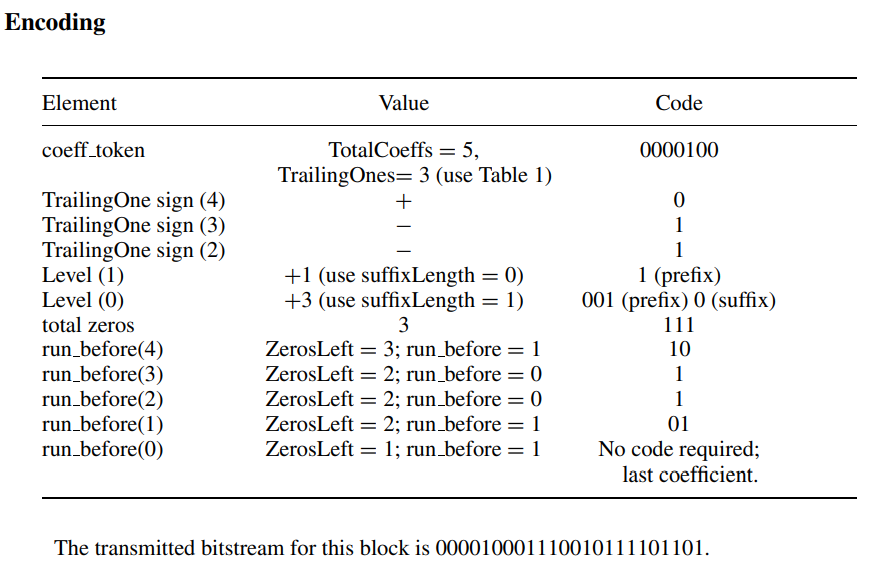 Encoding
Element Value Code
coeff_token TotalCoeffs = 5, 0000100
TrailingOnes= 3 (use Table 1)
TrailingOne sign (4) + 0
TrailingOne sign (3) − 1
TrailingOne sign (2) − 1
Level (1) +1 (use suffixLength = 0) 1 (prefix)
Level (0) +3 (use suffixLength = 1) 001 (prefix) 0 (suffix)
total zeros 3 111
run_before(4) ZerosLeft = 3; run_before = 1 10
run_before(3) ZerosLeft = 2; run_before = 0 1
run_before(2) ZerosLeft = 2; run_before = 0 1
run_before(1) ZerosLeft = 2; run_before = 1 01
run_before(0) ZerosLeft = 1; run_before = 1 No code required;
last coefficient.
The transmitted bitstream for this block is 000010001110010111101101.